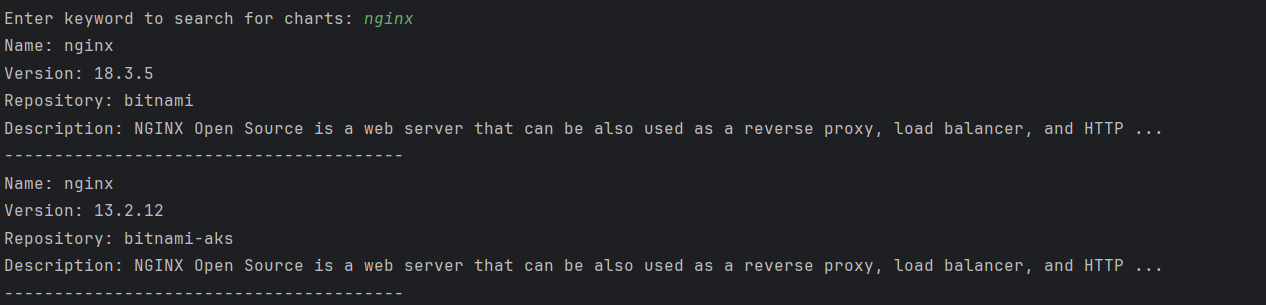 Enter keyword to search for charts: nginx
Name: nginx
Version: 18.3.5
Repository: bitnami
Description: NGINX Open Source is a web server that can be also used as a reverse proxy, load balancer, and HTTP ...
----------------------------------------
Name: nginx
Version: 13.2.12
Repository: bitnami-aks
Description: NGINX Open Source is a web server that can be also used as a reverse proxy, load balancer, and HTTP ...
----------------------------------------